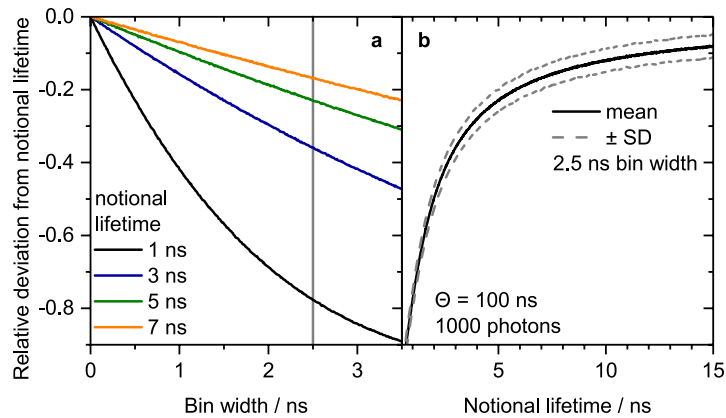 Relative deviation from notional lifetime
0.0
-0.2
-0.4
-0.6
-0.8
a
notional
lifetime
1 ns
3 ns
5 ns
7 ns
0
1
2
3
Bin width / ns
b
mean
± SD
2.5 ns bin width
Θ = 100 ns
1000 photons
5
10
15
Notional lifetime / ns